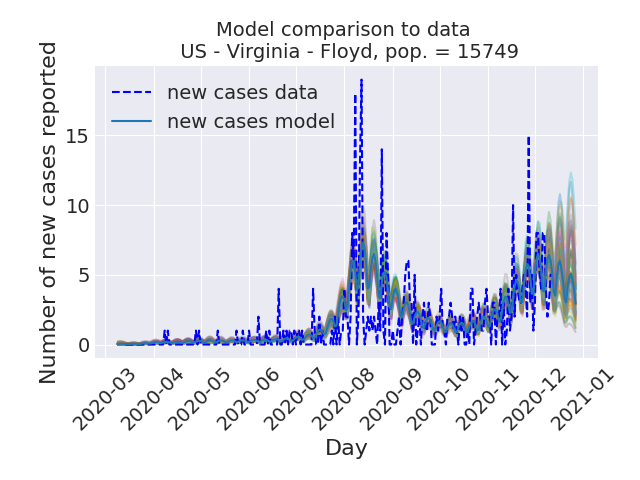 Model comparison to data
US - Virginia - Floyd, pop. = 15749
Number of new cases reported
new cases data
new cases model
15
10
5
0
2020-03
2020-04
2020-05
2020-06
2020-07
2020-08
2020-09
2020-10
2020-11
2020-12
2021-01
Day